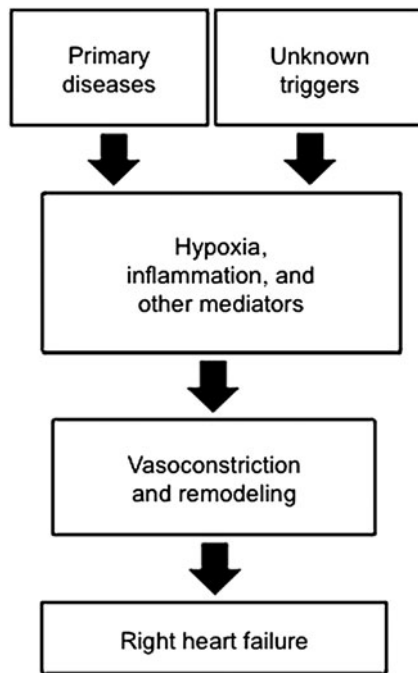 Primary
diseases
Unknown
triggers
Hypoxia,
inflammation, and
other mediators
Vasoconstriction
and remodeling
Right heart failure